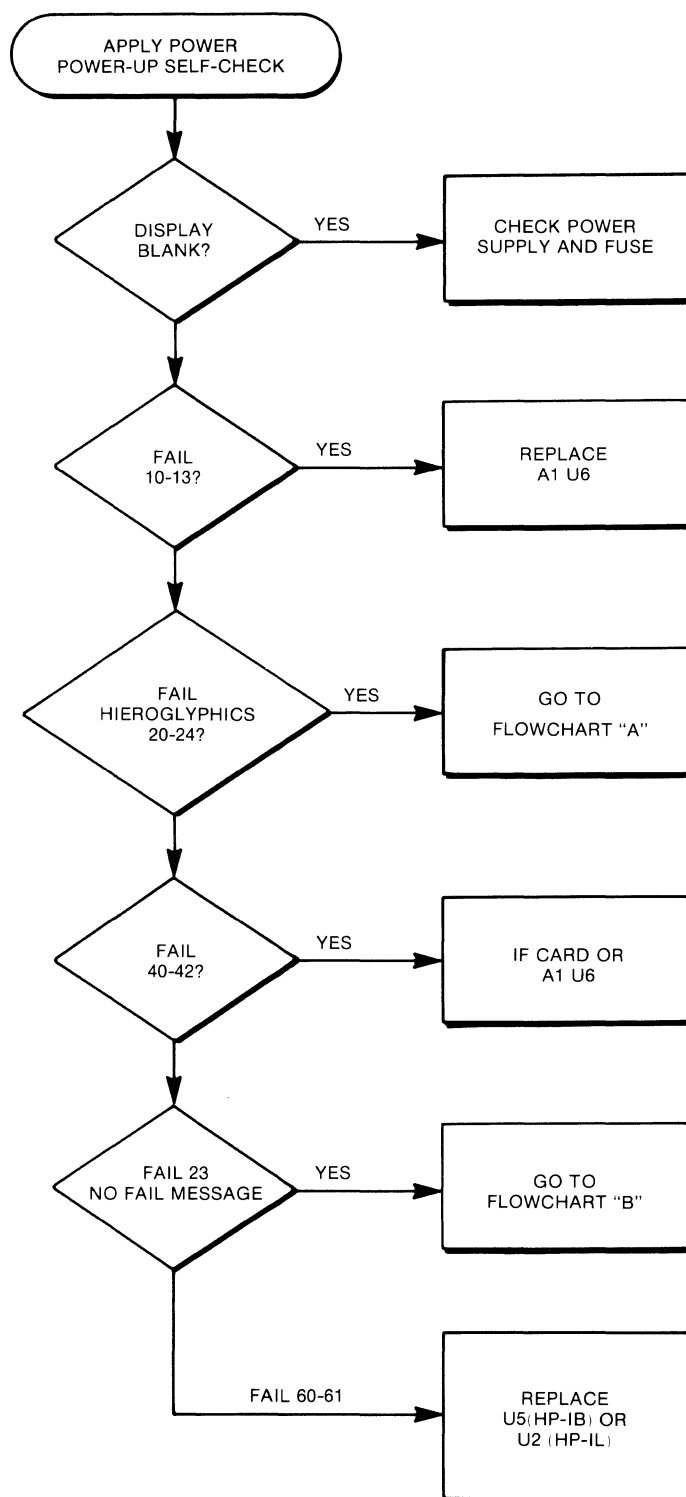 APPLY POWER
POWER-UP SELF-CHECK
DISPLAY
BLANK?
YES
CHECK POWER
SUPPLY AND FUSE
FAIL
10-13?
YES
REPLACE
A1 U6
FAIL
HIEROGLYPHICS
20-24?
YES
GO TO
FLOWCHART “A”
FAIL
40-42?
YES
IF CARD OR
A1 U6
FAIL 23
NO FAIL MESSAGE
YES
GO TO
FLOWCHART “B”
FAIL 60-61
REPLACE
U5(HP-IB) OR
U2 (HP-IL)